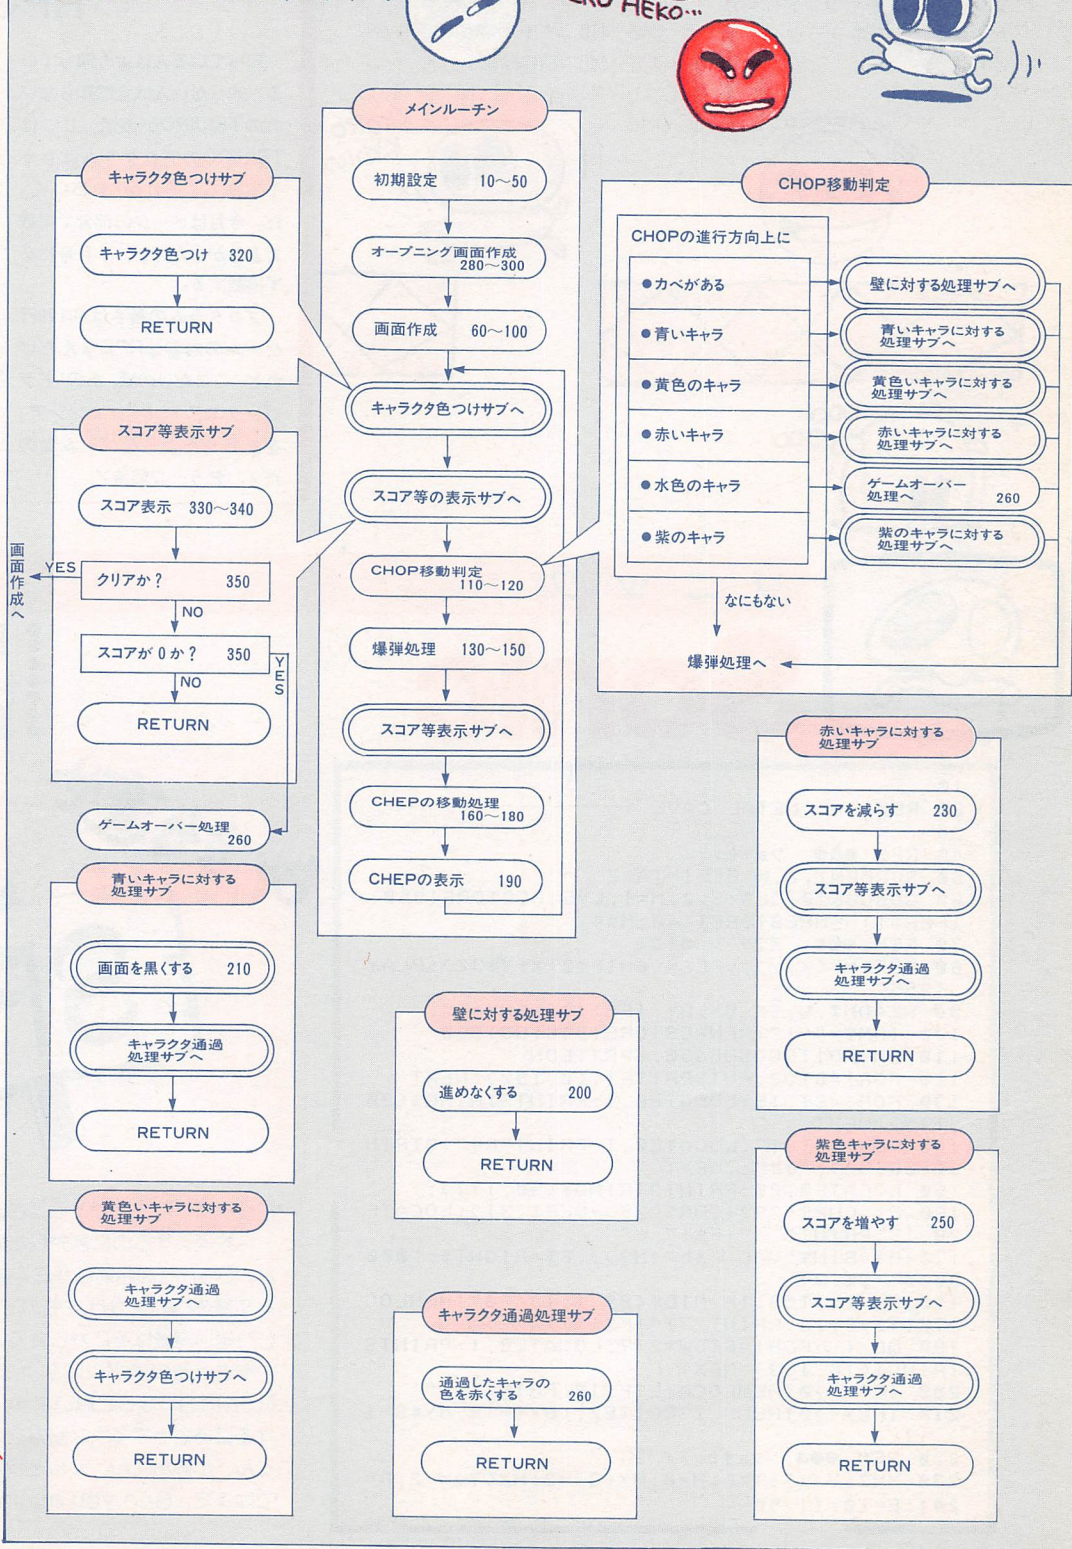 HEKO…
メインルーチン
初期設定 10～50
オープニング画面作成
280～300
画面作成 60～100
キャラクタ色つけサブへ
スコア等の表示サブへ
CHOP移動判定
110～120
爆弾処理 130～150
スコア等表示サブへ
CHEPの移動処理
160～180
CHEPの表示 190
キャラクタ色つけサブ
キャラクタ色つけ 320
RETURN
スコア等表示サブ
スコア表示 330～340
クリアか？ 350
YES
画面作成へ
NO
スコアが0か？ 350
YES
NO
RETURN
ゲームオーバー処理
260
CHOP移動判定
CHOPの進行方向上に
●カベがある
壁に対する処理サブへ
●青いキャラ
青いキャラに対する
処理サブへ
●黄色のキャラ
黄色いキャラに対する
処理サブへ
●赤いキャラ
赤いキャラに対する
処理サブへ
●水色のキャラ
ゲームオーバー
処理へ 260
●紫のキャラ
紫のキャラに対する
処理サブへ
なにもない
爆弾処理へ
青いキャラに対する
処理サブ
画面を黒くする 210
キャラクタ通過
処理サブへ
RETURN
黄色いキャラに対する
処理サブ
キャラクタ通過
処理サブへ
キャラクタ色つけサブへ
RETURN
壁に対する処理サブ
進めなくする 200
RETURN
キャラクタ通過処理サブ
通過したキャラの
色を赤くする 260
RETURN
赤いキャラに対する
処理サブ
スコアを減らす 230
スコア等表示サブへ
キャラクタ通過
処理サブへ
RETURN
紫色キャラに対する
処理サブ
スコアを増やす 250
スコア等表示サブへ
キャラクタ通過
処理サブへ
RETURN